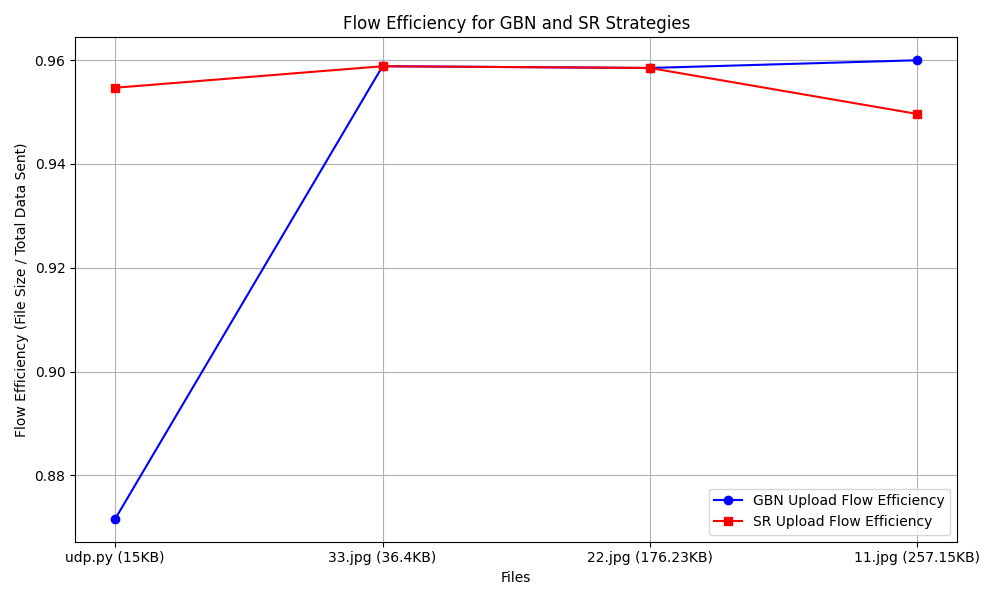 Flow Efficiency for GBN and SR Strategies
Flow Efficiency (File Size / Total Data Sent)
0.96
0.94
0.92
0.90
0.88
GBN Upload Flow Efficiency
SR Upload Flow Efficiency
udp.py (15KB)
33.jpg (36.4KB)
22.jpg (176.23KB)
11.jpg (257.15KB)
Files